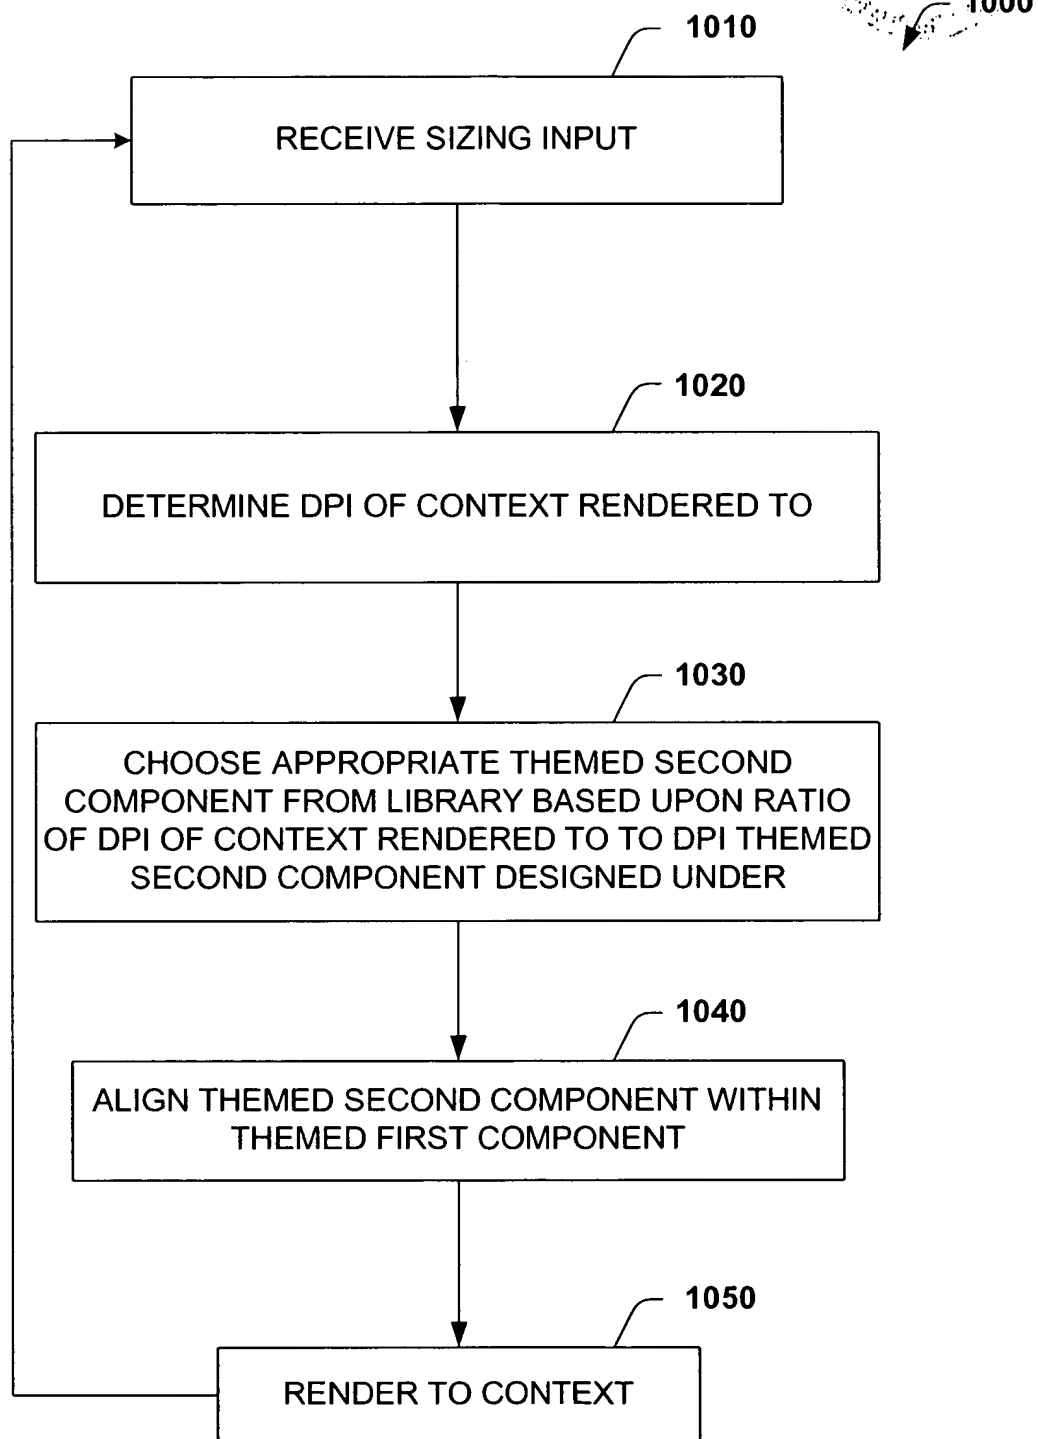 1000
1010
RECEIVE SIZING INPUT
1020
DETERMINE DPI OF CONTEXT RENDERED TO
1030
CHOOSE APPROPRIATE THEMED SECOND
COMPONENT FROM LIBRARY BASED UPON RATIO
OF DPI OF CONTEXT RENDERED TO TO DPI THEMED
SECOND COMPONENT DESIGNED UNDER
1040
ALIGN THEMED SECOND COMPONENT WITHIN
THEMED FIRST COMPONENT
1050
RENDER TO CONTEXT